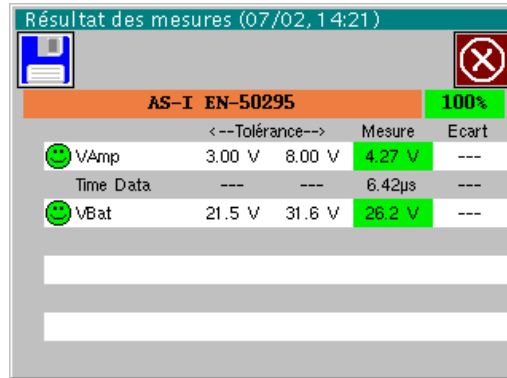 Résultat des mesures (07/02, 14:21)
AS-I EN-50295 100%
<--Tolérance--> Mesure Ecart
VAmp 3.00 V 8.00 V 4.27 V ---
Time Data --- --- 6.42µs ---
VBat 21.5 V 31.6 V 26.2 V ---